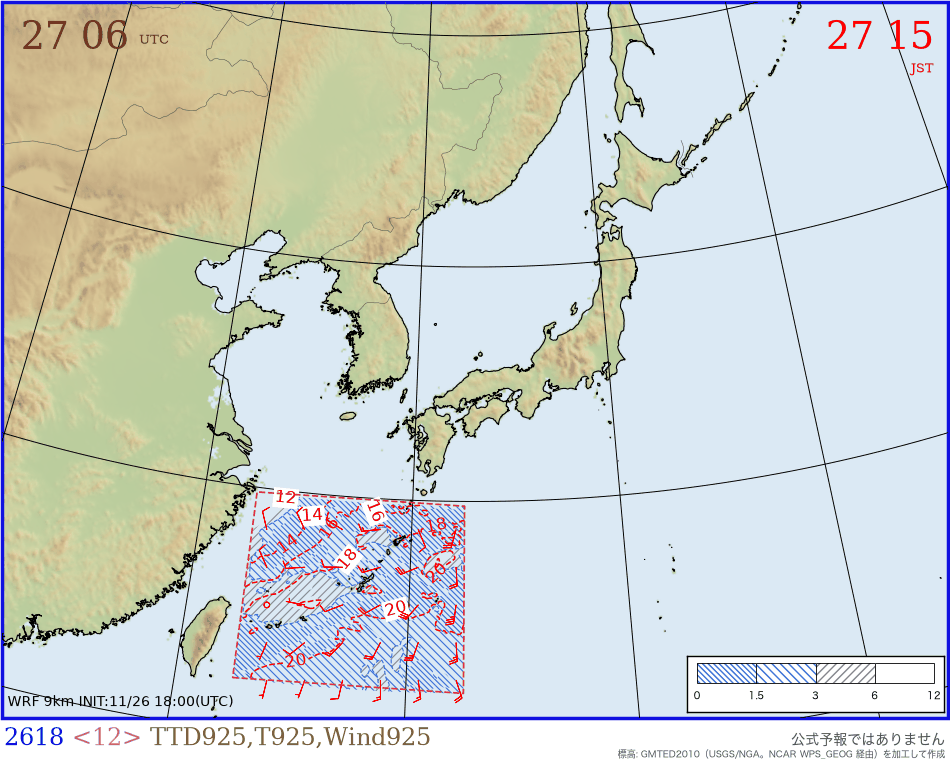 27 06 UTC
27 15
JST
12
14
16
16
18
14
18
20
20
20
WRF 9km INIT:11/26 18:00(UTC)
0 1.5 3 6 12
2618 <12> TTD925,T925,Wind925
公式予報ではありません
標高: GMTED2010（USGS/NGA。NCAR WPS_GEOG 経由）を加工して作成